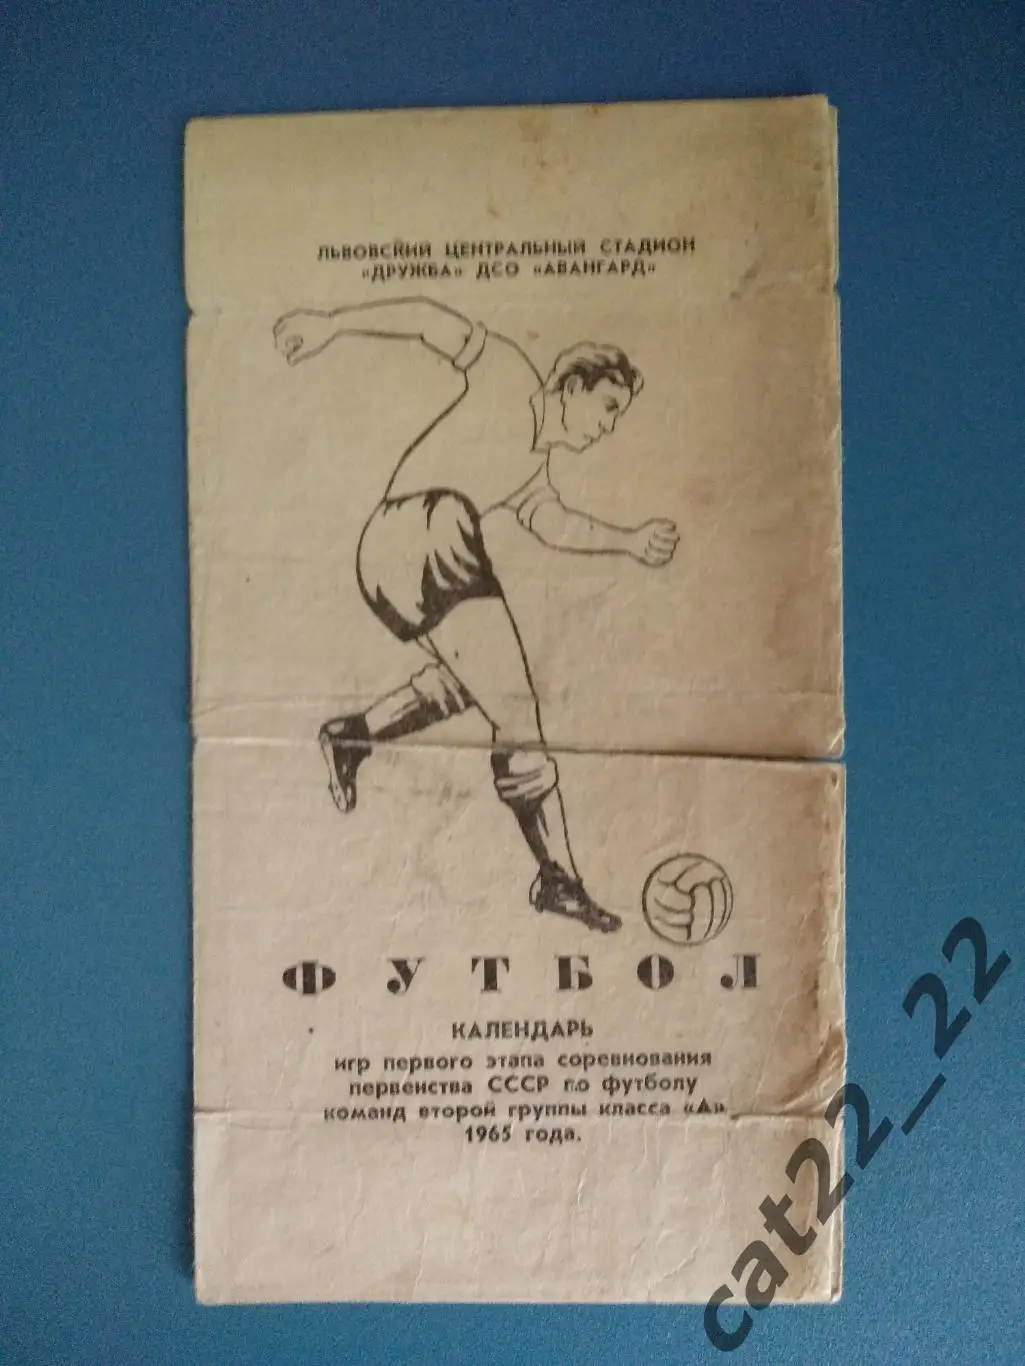 ЛЬВОВСКИЙ ЦЕНТРАЛЬНЫЙ СТАДИОН
«ДРУЖБА» ДСО «АВАНГАРД»
ФУТБОЛ
КАЛЕНДАРЬ
игр первого этапа соревнования
первенства СССР по футболу
команд второй группы класса «А»
1965 года.
cat22_22